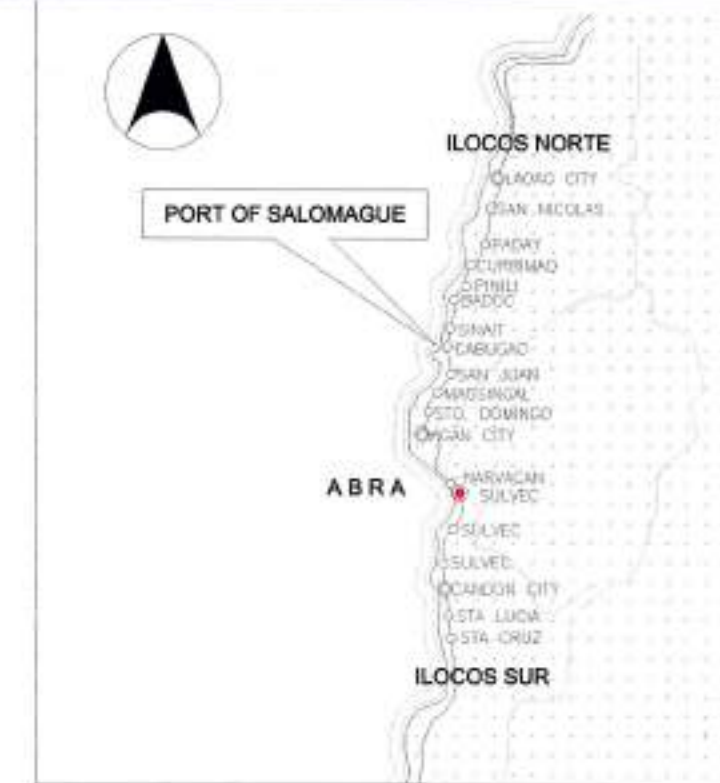 ILOCOS NORTE
LAOAG CITY
SAN NICOLAS
PORT OF SALOMAGUE
PAOAY
CURRIMAO
PINILI
BADOC
SINAIT
CABUGAO
SAN JUAN
MAGSINGAL
STO. DOMINGO
VIGAN CITY
ABRA
NARVACAN
SULVEC
SULVEC
SULVEC
CANDON CITY
STA LUCIA
STA CRUZ
ILOCOS SUR